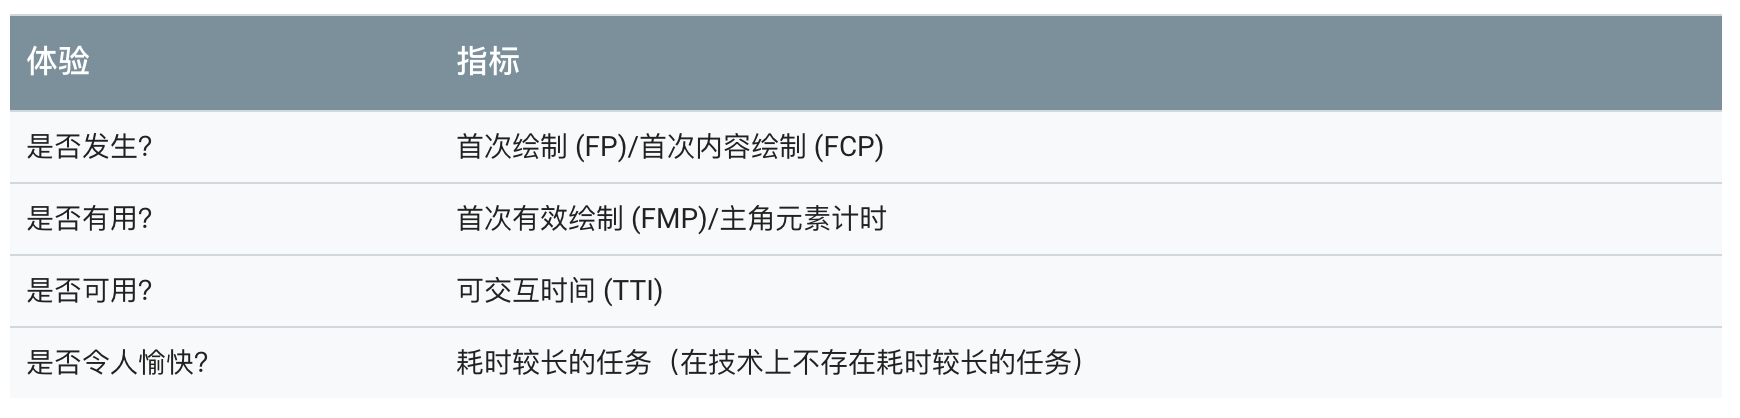 体验 指标
是否发生? 首次绘制 (FP)/首次内容绘制 (FCP)
是否有用? 首次有效绘制 (FMP)/主角元素计时
是否可用? 可交互时间 (TTI)
是否令人愉快? 耗时较长的任务（在技术上不存在耗时较长的任务）